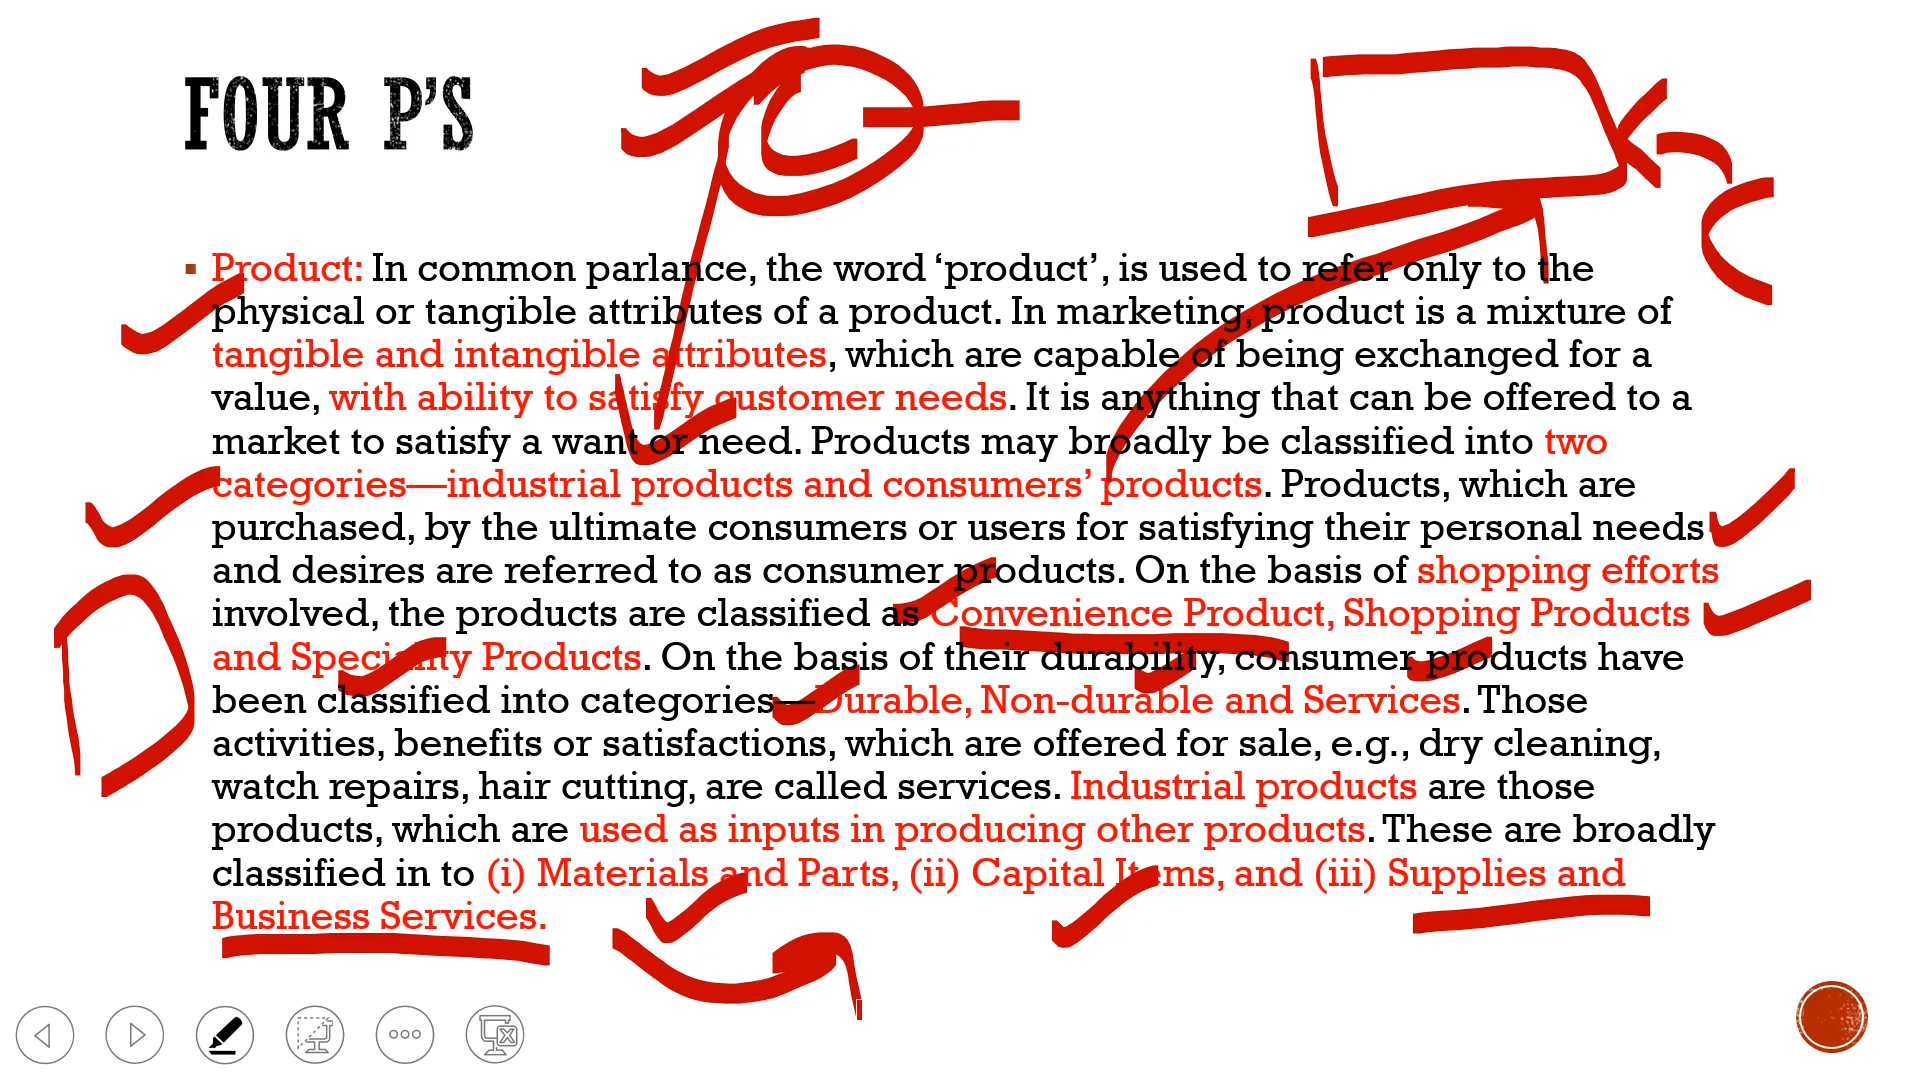 FOUR P’S
Product: In common parlance, the word ‘product’, is used to refer only to the
physical or tangible attributes of a product. In marketing, product is a mixture of
tangible and intangible attributes, which are capable of being exchanged for a
value, with ability to satisfy customer needs. It is anything that can be offered to a
market to satisfy a want or need. Products may broadly be classified into two
categories—industrial products and consumers’ products. Products, which are
purchased, by the ultimate consumers or users for satisfying their personal needs
and desires are referred to as consumer products. On the basis of shopping efforts
involved, the products are classified as Convenience Product, Shopping Products
and Speciality Products. On the basis of their durability, consumer products have
been classified into categories—Durable, Non-durable and Services. Those
activities, benefits or satisfactions, which are offered for sale, e.g., dry cleaning,
watch repairs, hair cutting, are called services. Industrial products are those
products, which are used as inputs in producing other products. These are broadly
classified in to (i) Materials and Parts, (ii) Capital Items, and (iii) Supplies and
Business Services.